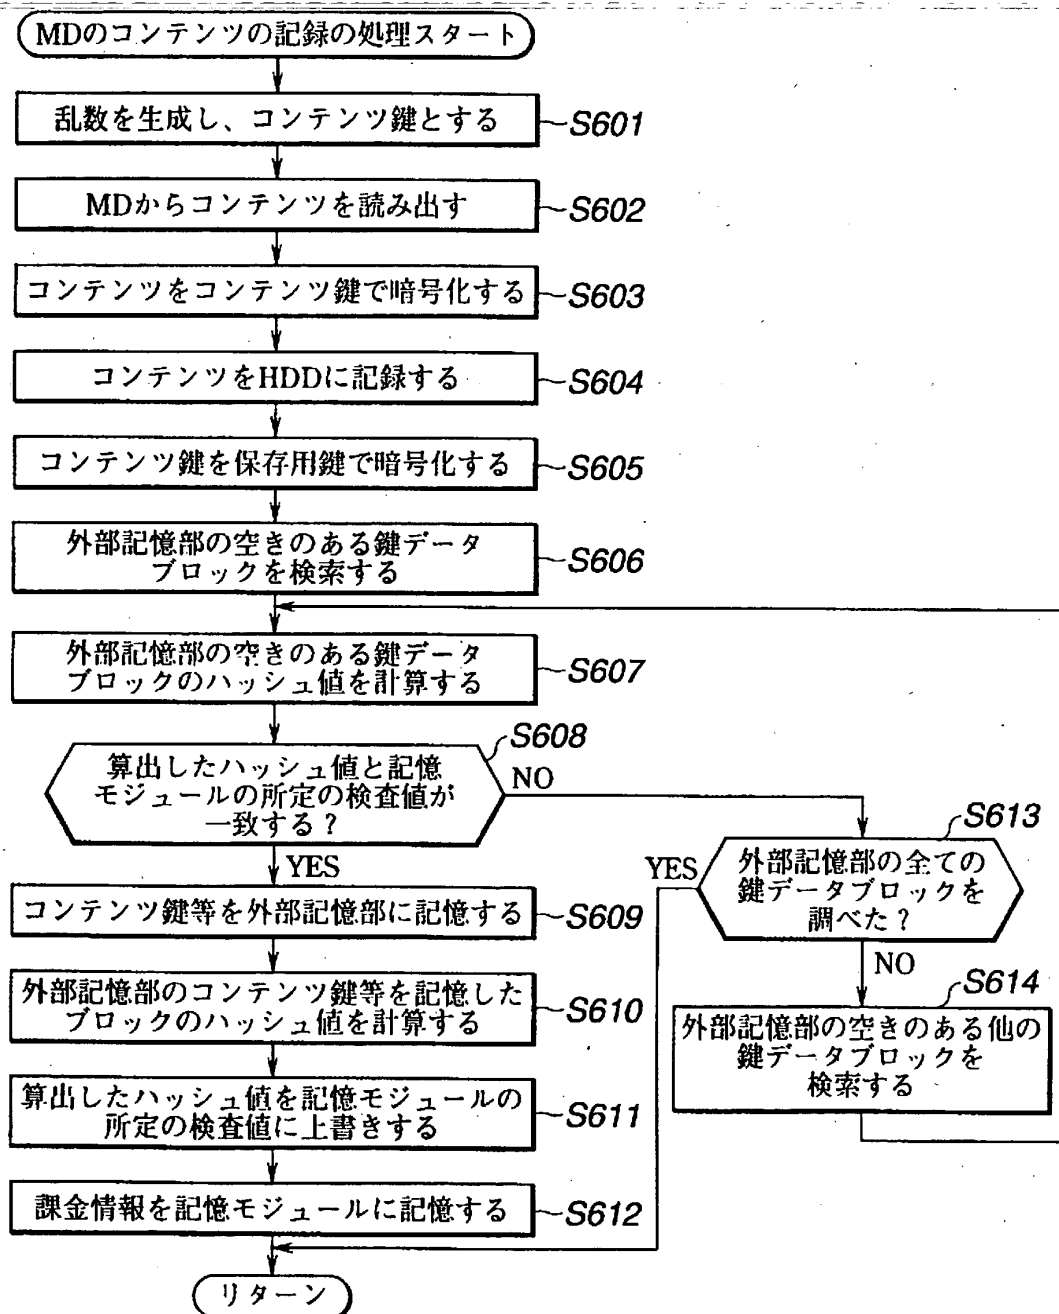 MDのコンテンツの記録の処理スタート
乱数を生成し、コンテンツ鍵とする
S601
MDからコンテンツを読み出す
S602
コンテンツをコンテンツ鍵で暗号化する
S603
コンテンツをHDDに記録する
S604
コンテンツ鍵を保存用鍵で暗号化する
S605
外部記憶部の空きのある鍵データ
ブロックを検索する
S606
外部記憶部の空きのある鍵データ
ブロックのハッシュ値を計算する
S607
S608
算出したハッシュ値と記憶
モジュールの所定の検査値が
一致する?
NO
YES
S613
外部記憶部の全ての
鍵データブロックを
調べた?
YES
NO
コンテンツ鍵等を外部記憶部に記憶する
S609
S614
外部記憶部の空きのある他の
鍵データブロックを
検索する
外部記憶部のコンテンツ鍵等を記憶した
ブロックのハッシュ値を計算する
S610
算出したハッシュ値を記憶モジュールの
所定の検査値に上書きする
S611
課金情報を記憶モジュールに記憶する
S612
リターン